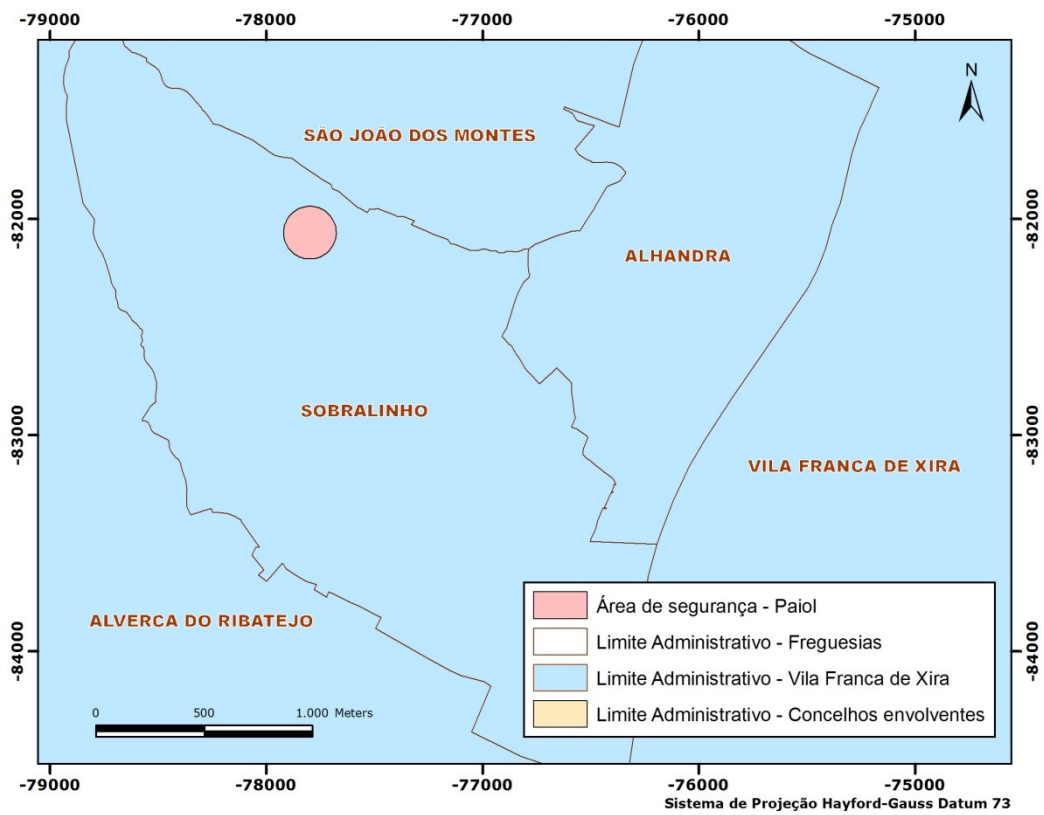 -79000 -78000 -77000 -76000 -75000
N
SÃO JOÃO DOS MONTES
-82000 -82000
ALHANDRA
SOBRALINHO
-83000 -83000
VILA FRANCA DE XIRA
Área de segurança - Paiol
ALVERCA DO RIBATEJO
Limite Administrativo - Freguesias
-84000 -84000
Limite Administrativo - Vila Franca de Xira
0 500 1.000 Meters
Limite Administrativo - Concelhos envolventes
-79000 -78000 -77000 -76000 -75000
Sistema de Projeção Hayford-Gauss Datum 73